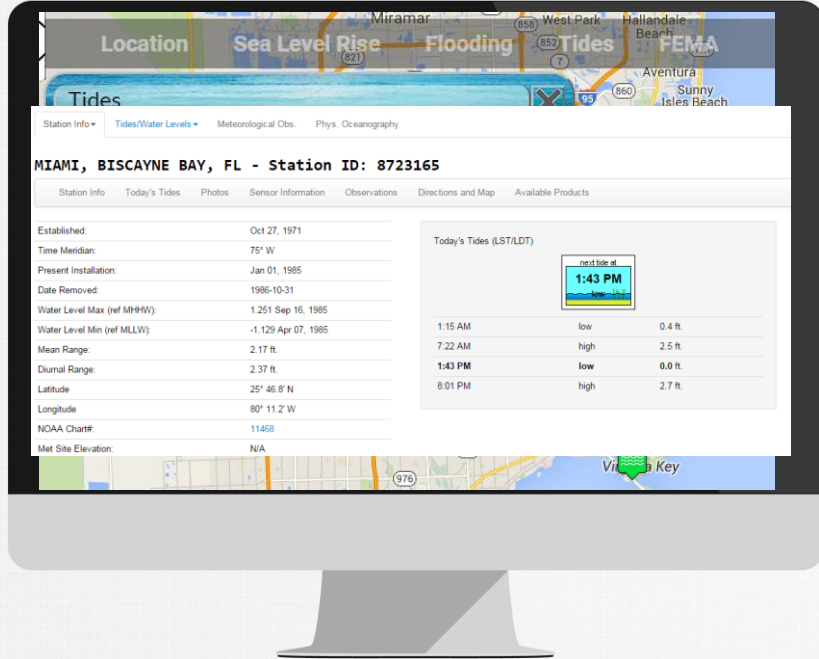 Miramar
858 West Park Hallandale Beach
Location Sea Level Rise Flooding Tides FEMA
821 852 7
Aventura
860 Sunny Isles Beach
95
Tides
Station Info Tides/Water Levels Meteorological Obs. Phys. Oceanography
MIAMI, BISCAYNE BAY, FL - Station ID: 8723165
Station Info Today's Tides Photos Sensor Information Observations Directions and Map Available Products
Established: Oct 27, 1971
Time Meridian: 75° W
Present Installation: Jan 01, 1985
Date Removed: 1986-10-31
Water Level Max (ref MHHW): 1.251 Sep 16, 1985
Water Level Min (ref MLLW): -1.129 Apr 07, 1985
Mean Range: 2.17 ft.
Diurnal Range: 2.37 ft.
Latitude 25° 46.8' N
Longitude 80° 11.2' W
NOAA Chart#: 11468
Met Site Elevation: N/A
Today's Tides (LST/LDT)
next tide at
1:43 PM
low
1:15 AM low 0.4 ft.
7:22 AM high 2.5 ft.
1:43 PM low 0.0 ft.
8:01 PM high 2.7 ft.
976
Key